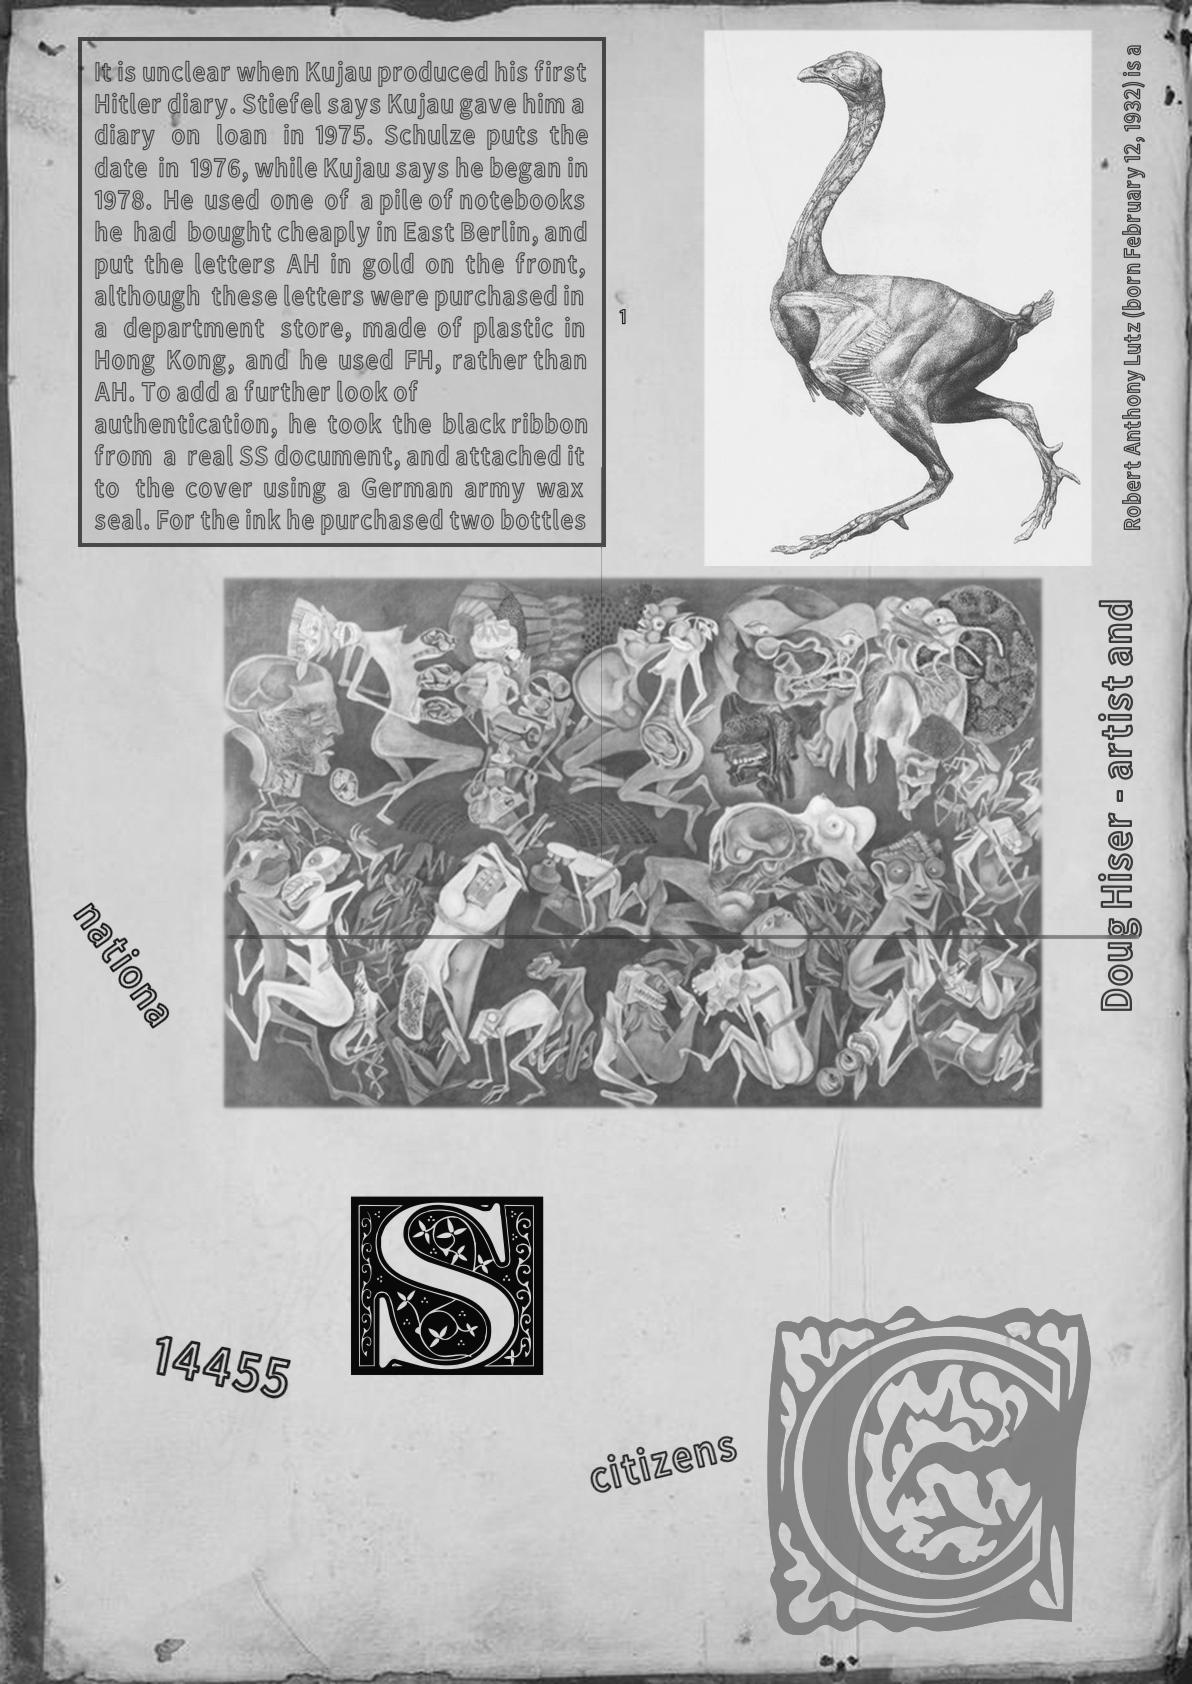 It is unclear when Kujau produced his first
Hitler diary. Stiefel says Kujau gave him a
diary on loan in 1975. Schulze puts the
date in 1976, while Kujau says he began in
1978. He used one of a pile of notebooks
he had bought cheaply in East Berlin, and
put the letters AH in gold on the front,
although these letters were purchased in
a department store, made of plastic in
Hong Kong, and he used FH, rather than
AH. To add a further look of
authentication, he took the black ribbon
from a real SS document, and attached it
to the cover using a German army wax
seal. For the ink he purchased two bottles
1
Robert Anthony Lutz (born February 12, 1932) is a
Doug Hiser - artist and
nationa
S
14455
citizens
C